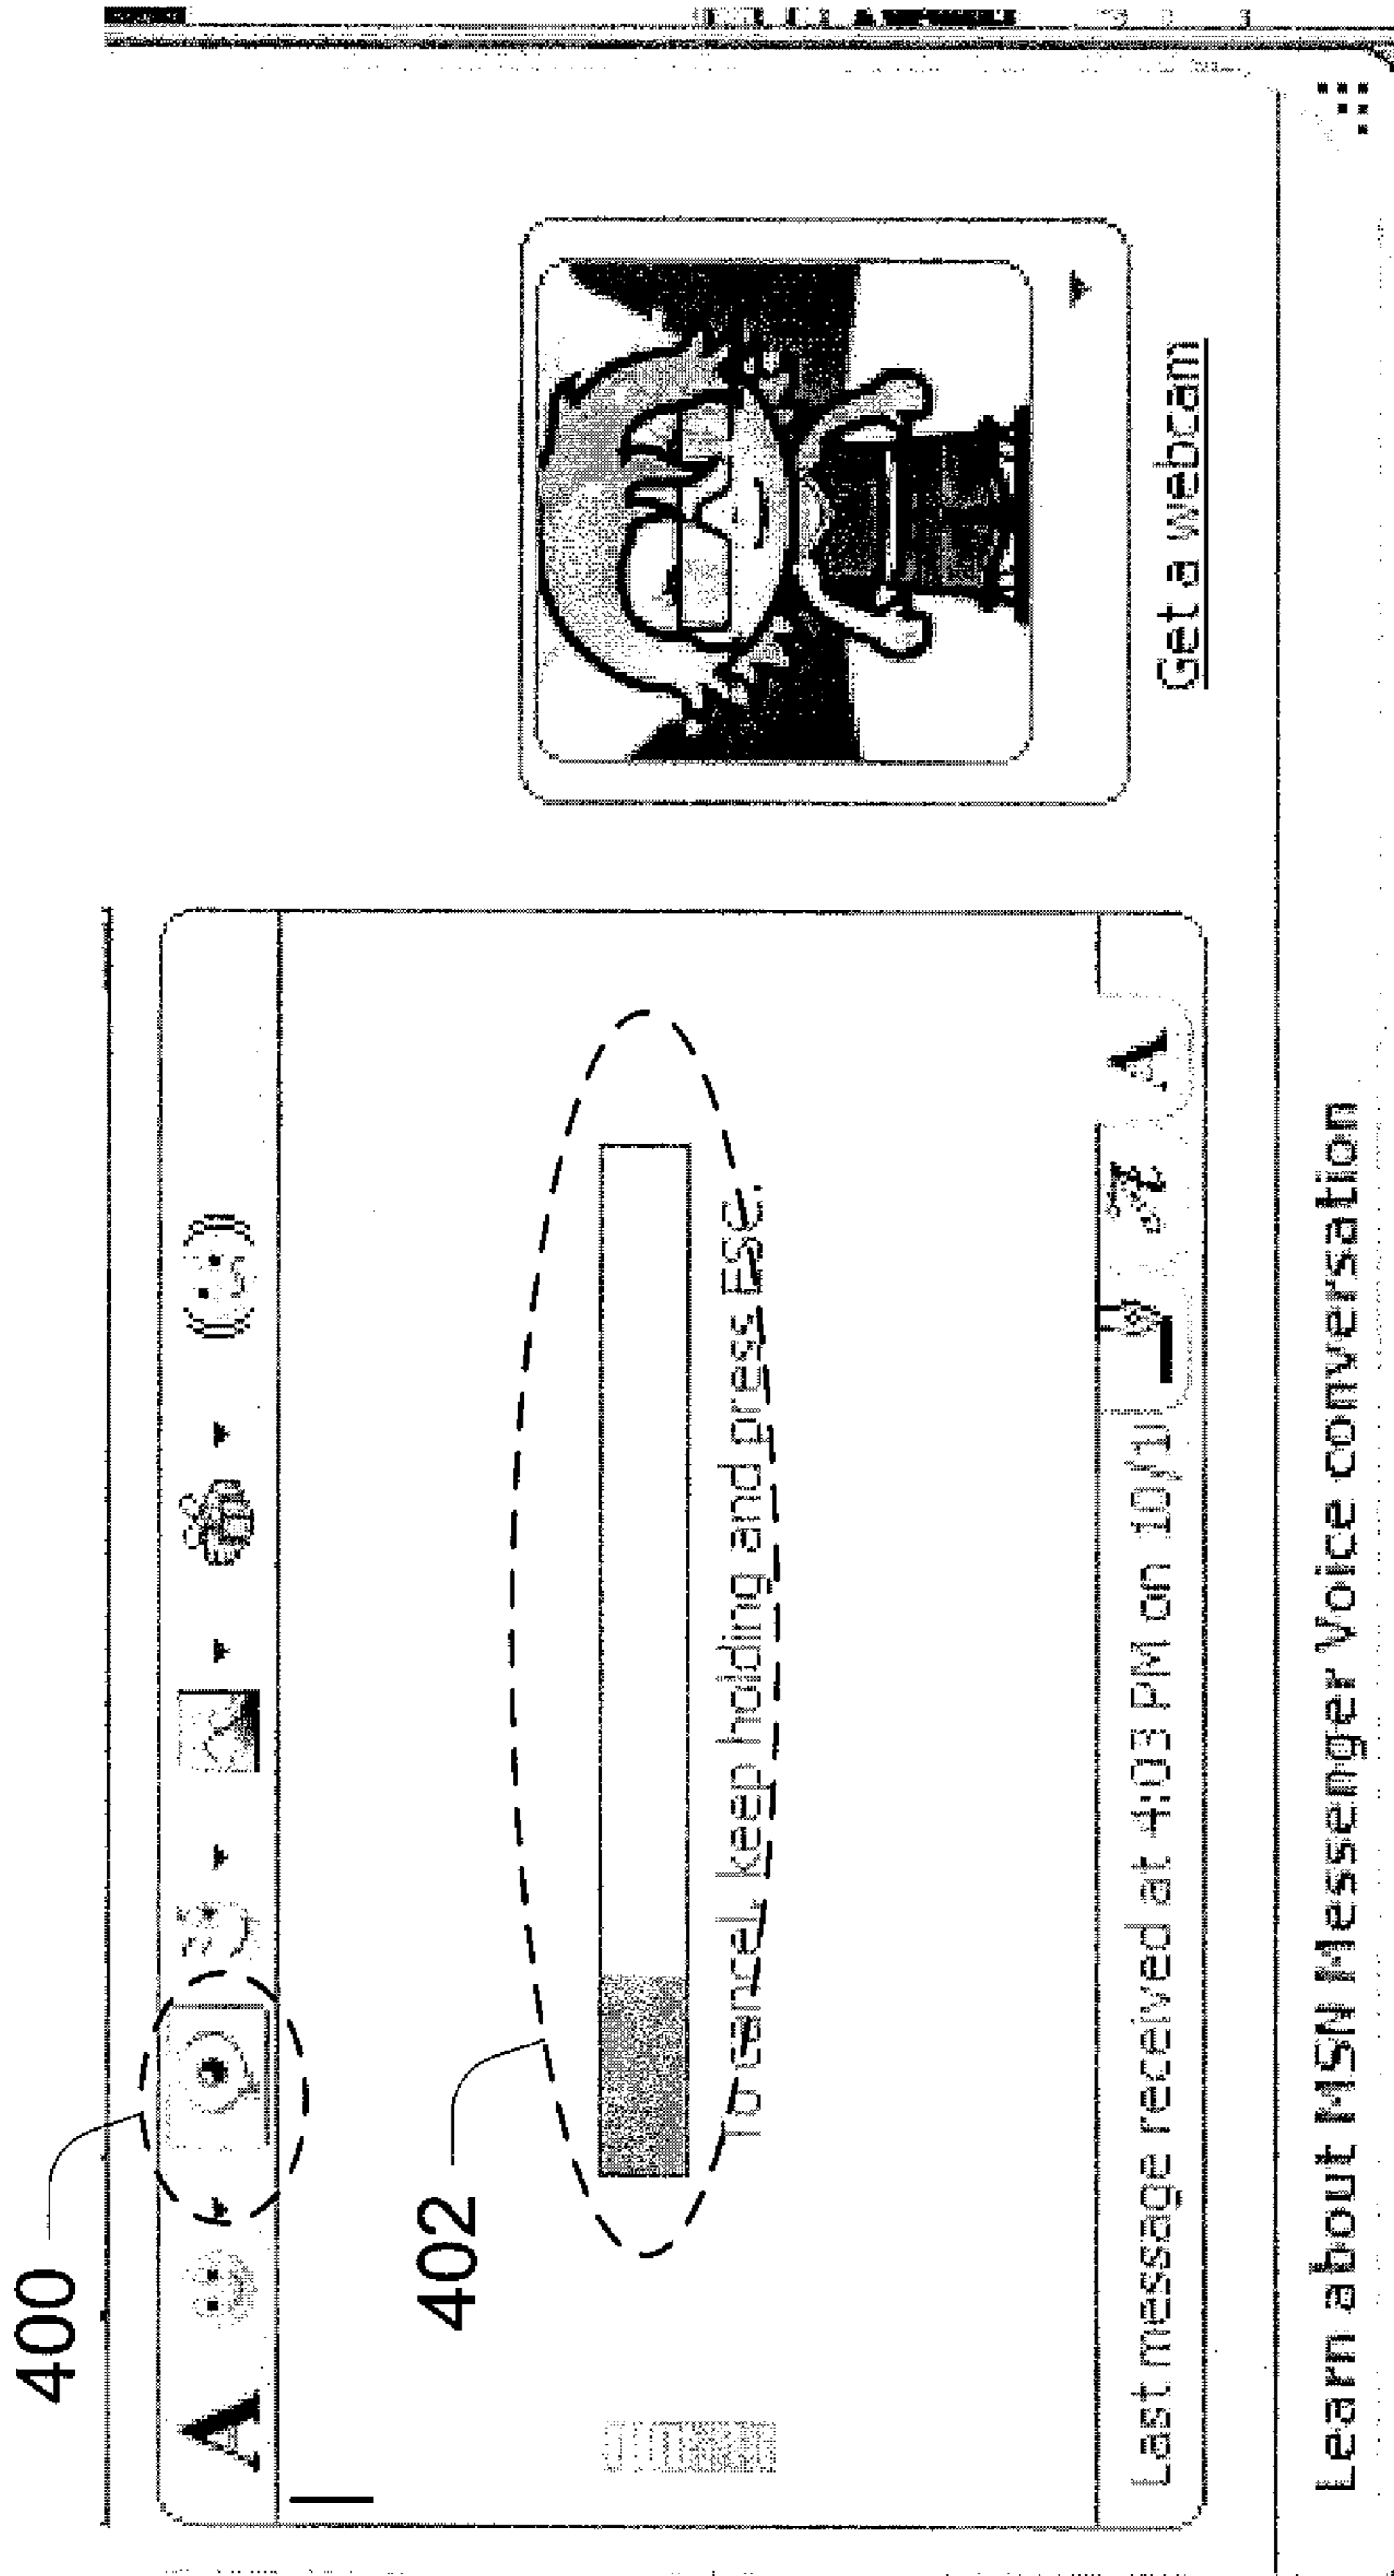 400
A
402
To cancel, keep holding and press ESC.
Last message received at 4:03 PM on 10/1
A
Get a webcam
Learn about MSN Messenger Voice conversation